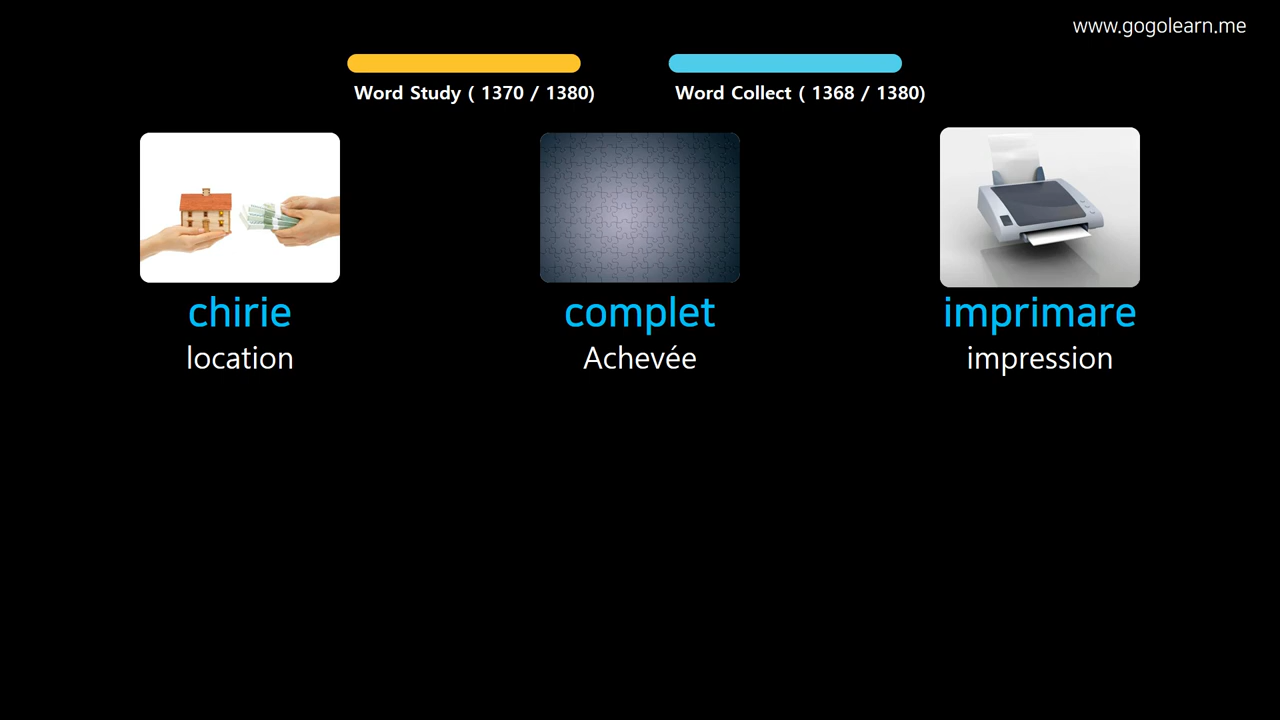 www.gogolearn.me
Word Study ( 1370 / 1380)
Word Collect ( 1368 / 1380)
chirie
location
complet
Achevée
imprimare
impression